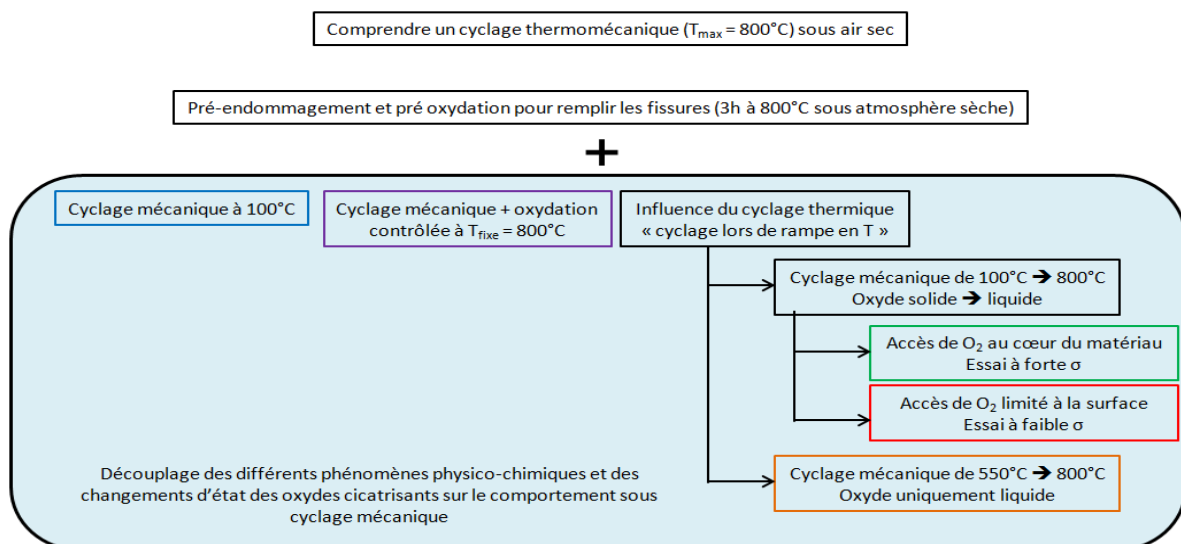 Comprendre un cyclage thermomécanique (Tmax = 800°C) sous air sec
Pré-endommagement et pré oxydation pour remplir les fissures (3h à 800°C sous atmosphère sèche)
+
Cyclage mécanique à 100°C
Cyclage mécanique + oxydation
contrôlée à Tfixe = 800°C
Influence du cyclage thermique
« cyclage lors de rampe en T »
Cyclage mécanique de 100°C ➔ 800°C
Oxyde solide ➔ liquide
Accès de O2 au cœur du matériau
Essai à forte σ
Accès de O2 limité à la surface
Essai à faible σ
Cyclage mécanique de 550°C ➔ 800°C
Oxyde uniquement liquide
Découplage des différents phénomènes physico-chimiques et des
changements d'état des oxydes cicatrisants sur le comportement sous
cyclage mécanique